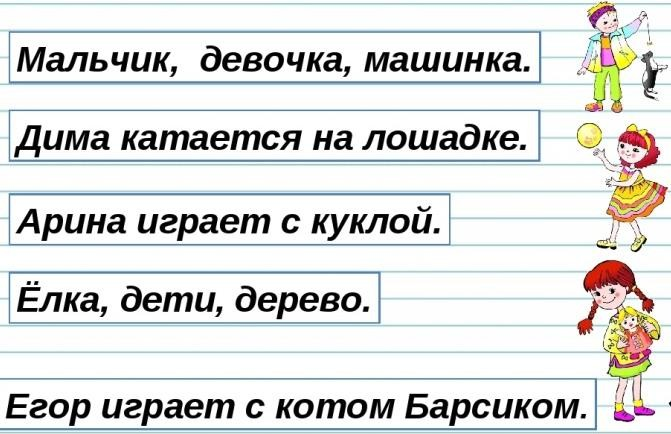 Мальчик, девочка, машинка.
Дима катается на лошадке.
Арина играет с куклой.
Ёлка, дети, дерево.
Егор играет с котом Барсиком.